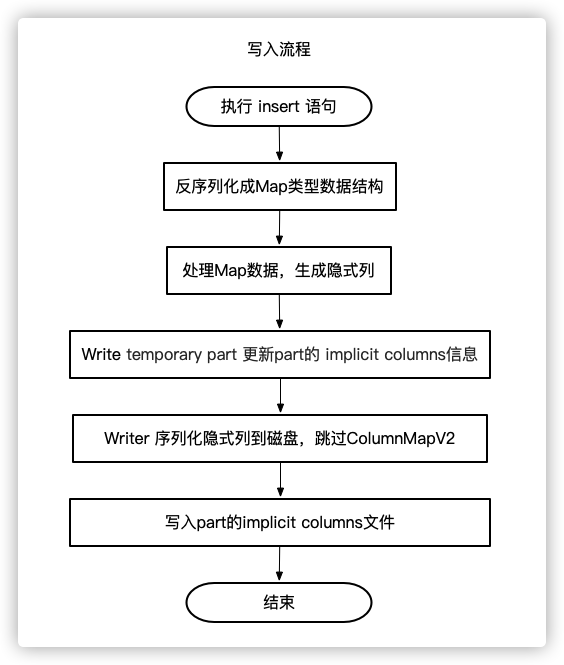 写入流程
执行 insert 语句
反序列化成Map类型数据结构
处理Map数据，生成隐式列
Write temporary part 更新part的 implicit columns信息
Writer 序列化隐式列到磁盘，跳过ColumnMapV2
写入part的implicit columns文件
结束